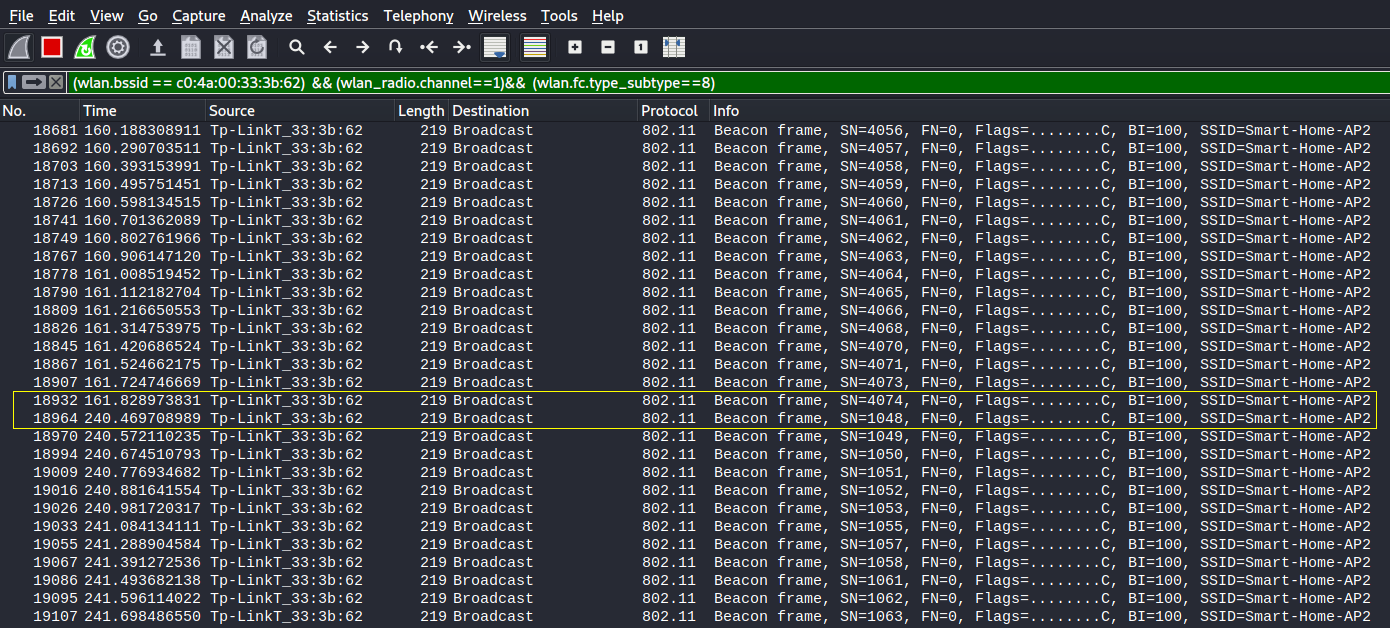 File Edit View Go Capture Analyze Statistics Telephony Wireless Tools Help
(wlan.bssid == c0:4a:00:33:3b:62) && (wlan_radio.channel==1)&& (wlan.fc.type_subtype==8)
No. Time Source Length Destination Protocol Info
18681 160.188308911 Tp-LinkT_33:3b:62 219 Broadcast 802.11 Beacon frame, SN=4056, FN=0, Flags=........C, BI=100, SSID=Smart-Home-AP2
18692 160.290703511 Tp-LinkT_33:3b:62 219 Broadcast 802.11 Beacon frame, SN=4057, FN=0, Flags=........C, BI=100, SSID=Smart-Home-AP2
18703 160.393153991 Tp-LinkT_33:3b:62 219 Broadcast 802.11 Beacon frame, SN=4058, FN=0, Flags=........C, BI=100, SSID=Smart-Home-AP2
18713 160.495751451 Tp-LinkT_33:3b:62 219 Broadcast 802.11 Beacon frame, SN=4059, FN=0, Flags=........C, BI=100, SSID=Smart-Home-AP2
18726 160.598134515 Tp-LinkT_33:3b:62 219 Broadcast 802.11 Beacon frame, SN=4060, FN=0, Flags=........C, BI=100, SSID=Smart-Home-AP2
18741 160.701362089 Tp-LinkT_33:3b:62 219 Broadcast 802.11 Beacon frame, SN=4061, FN=0, Flags=........C, BI=100, SSID=Smart-Home-AP2
18749 160.802761966 Tp-LinkT_33:3b:62 219 Broadcast 802.11 Beacon frame, SN=4062, FN=0, Flags=........C, BI=100, SSID=Smart-Home-AP2
18767 160.906147120 Tp-LinkT_33:3b:62 219 Broadcast 802.11 Beacon frame, SN=4063, FN=0, Flags=........C, BI=100, SSID=Smart-Home-AP2
18778 161.008519452 Tp-LinkT_33:3b:62 219 Broadcast 802.11 Beacon frame, SN=4064, FN=0, Flags=........C, BI=100, SSID=Smart-Home-AP2
18790 161.112182704 Tp-LinkT_33:3b:62 219 Broadcast 802.11 Beacon frame, SN=4065, FN=0, Flags=........C, BI=100, SSID=Smart-Home-AP2
18809 161.216650553 Tp-LinkT_33:3b:62 219 Broadcast 802.11 Beacon frame, SN=4066, FN=0, Flags=........C, BI=100, SSID=Smart-Home-AP2
18826 161.314753975 Tp-LinkT_33:3b:62 219 Broadcast 802.11 Beacon frame, SN=4068, FN=0, Flags=........C, BI=100, SSID=Smart-Home-AP2
18845 161.420686524 Tp-LinkT_33:3b:62 219 Broadcast 802.11 Beacon frame, SN=4070, FN=0, Flags=........C, BI=100, SSID=Smart-Home-AP2
18867 161.524662175 Tp-LinkT_33:3b:62 219 Broadcast 802.11 Beacon frame, SN=4071, FN=0, Flags=........C, BI=100, SSID=Smart-Home-AP2
18907 161.724746669 Tp-LinkT_33:3b:62 219 Broadcast 802.11 Beacon frame, SN=4073, FN=0, Flags=........C, BI=100, SSID=Smart-Home-AP2
18932 161.828973831 Tp-LinkT_33:3b:62 219 Broadcast 802.11 Beacon frame, SN=4074, FN=0, Flags=........C, BI=100, SSID=Smart-Home-AP2
18964 240.469708989 Tp-LinkT_33:3b:62 219 Broadcast 802.11 Beacon frame, SN=1048, FN=0, Flags=........C, BI=100, SSID=Smart-Home-AP2
18970 240.572110235 Tp-LinkT_33:3b:62 219 Broadcast 802.11 Beacon frame, SN=1049, FN=0, Flags=........C, BI=100, SSID=Smart-Home-AP2
18994 240.674510793 Tp-LinkT_33:3b:62 219 Broadcast 802.11 Beacon frame, SN=1050, FN=0, Flags=........C, BI=100, SSID=Smart-Home-AP2
19009 240.776934682 Tp-LinkT_33:3b:62 219 Broadcast 802.11 Beacon frame, SN=1051, FN=0, Flags=........C, BI=100, SSID=Smart-Home-AP2
19016 240.881641554 Tp-LinkT_33:3b:62 219 Broadcast 802.11 Beacon frame, SN=1052, FN=0, Flags=........C, BI=100, SSID=Smart-Home-AP2
19026 240.981720317 Tp-LinkT_33:3b:62 219 Broadcast 802.11 Beacon frame, SN=1053, FN=0, Flags=........C, BI=100, SSID=Smart-Home-AP2
19033 241.084134111 Tp-LinkT_33:3b:62 219 Broadcast 802.11 Beacon frame, SN=1055, FN=0, Flags=........C, BI=100, SSID=Smart-Home-AP2
19055 241.288904584 Tp-LinkT_33:3b:62 219 Broadcast 802.11 Beacon frame, SN=1057, FN=0, Flags=........C, BI=100, SSID=Smart-Home-AP2
19067 241.391272536 Tp-LinkT_33:3b:62 219 Broadcast 802.11 Beacon frame, SN=1058, FN=0, Flags=........C, BI=100, SSID=Smart-Home-AP2
19086 241.493682138 Tp-LinkT_33:3b:62 219 Broadcast 802.11 Beacon frame, SN=1061, FN=0, Flags=........C, BI=100, SSID=Smart-Home-AP2
19095 241.596114022 Tp-LinkT_33:3b:62 219 Broadcast 802.11 Beacon frame, SN=1062, FN=0, Flags=........C, BI=100, SSID=Smart-Home-AP2
19107 241.698486550 Tp-LinkT_33:3b:62 219 Broadcast 802.11 Beacon frame, SN=1063, FN=0, Flags=........C, BI=100, SSID=Smart-Home-AP2